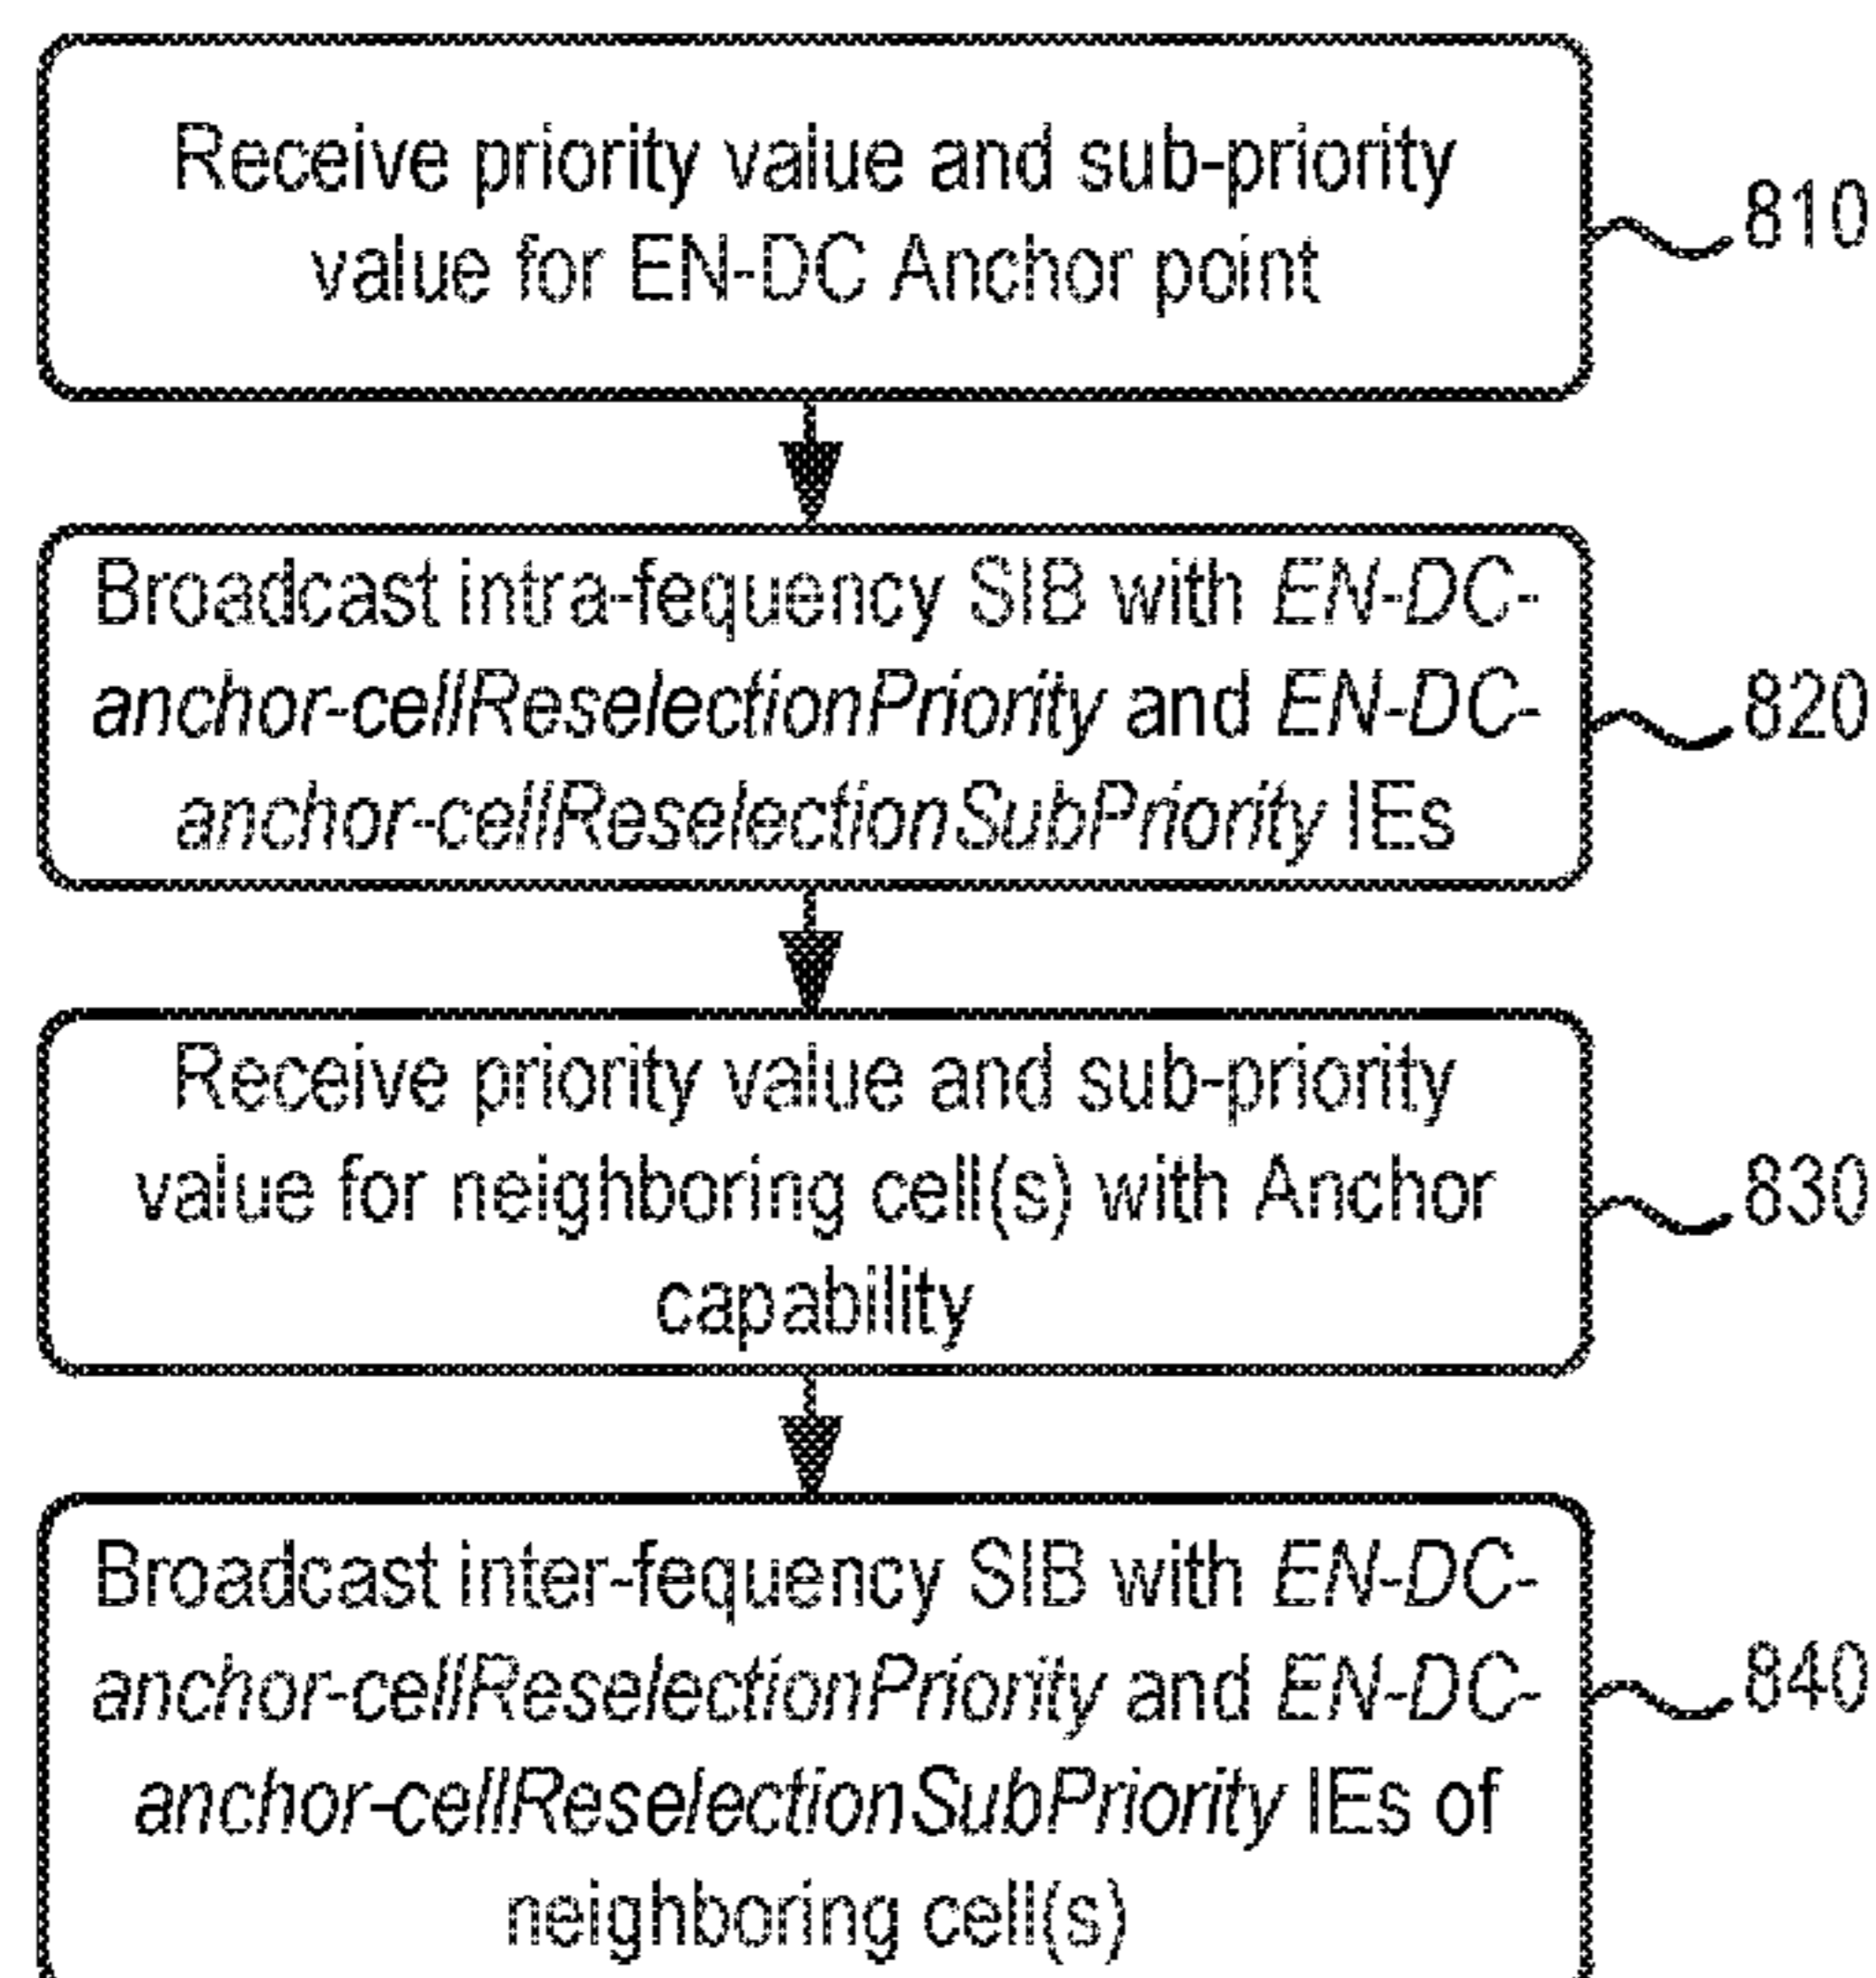 Receive priority value and sub-priority
value for EN-DC Anchor point
810
Broadcast intra-fequency SIB with EN-DC-
anchor-cellReselectionPriority and EN-DC-
anchor-cellReselectionSubPriority IEs
820
Receive priority value and sub-priority
value for neighboring cell(s) with Anchor
capability
830
Broadcast inter-fequency SIB with EN-DC-
anchor-cellReselectionPriority and EN-DC-
anchor-cellReselectionSubPriority IEs of
neighboring cell(s)
840